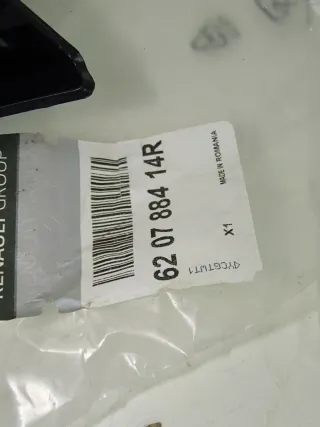 RENAULT GROUP
62 07 884 14R
MADE IN ROMANIA
X1